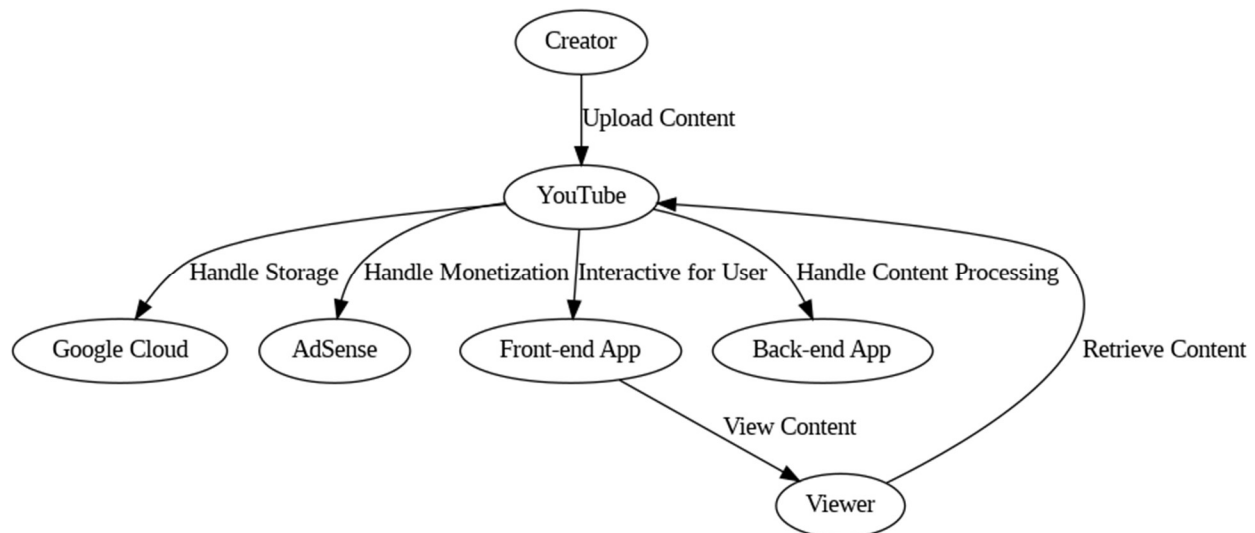 Creator
Upload Content
YouTube
Handle Storage
Handle Monetization
Interactive for User
Handle Content Processing
Google Cloud
AdSense
Front-end App
Back-end App
Retrieve Content
View Content
Viewer